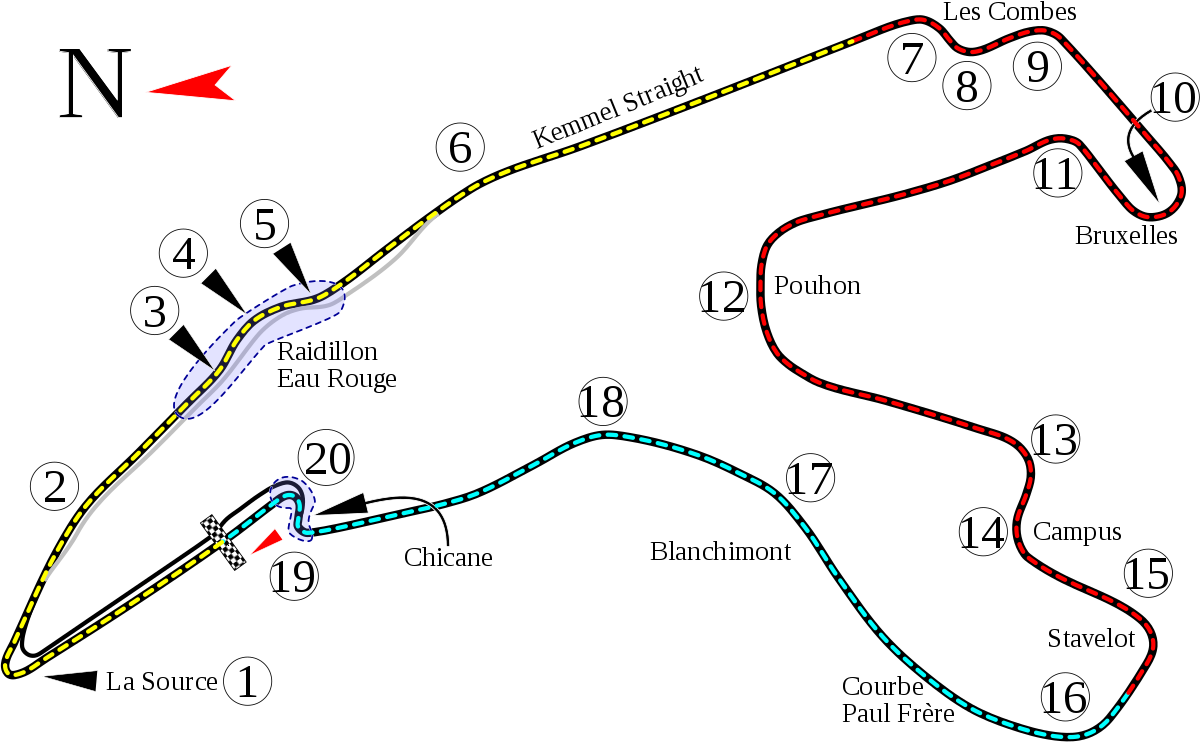 Les Combes
N
7
8
9
10
Kemmel Straight
6
11
5
4
3
Bruxelles
12
Pouhon
Raidillon
Eau Rouge
18
13
20
2
17
14
Campus
Chicane
Blanchimont
19
15
Stavelot
La Source
1
16
Courbe
Paul Frère